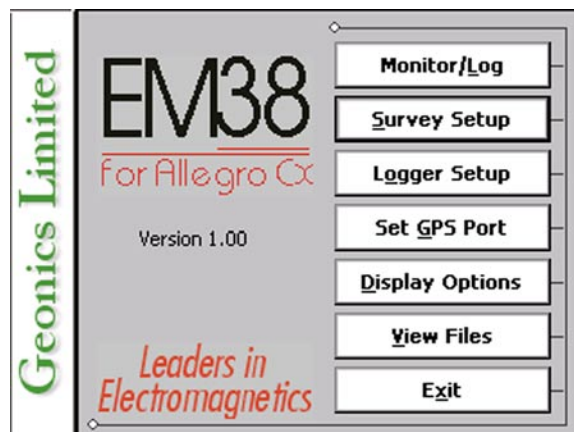 Geonics Limited
EM38
for Allegro Cx
Version 1.00
Leaders in
Electromagnetics
Monitor/Log
Survey Setup
Logger Setup
Set GPS Port
Display Options
View Files
Exit